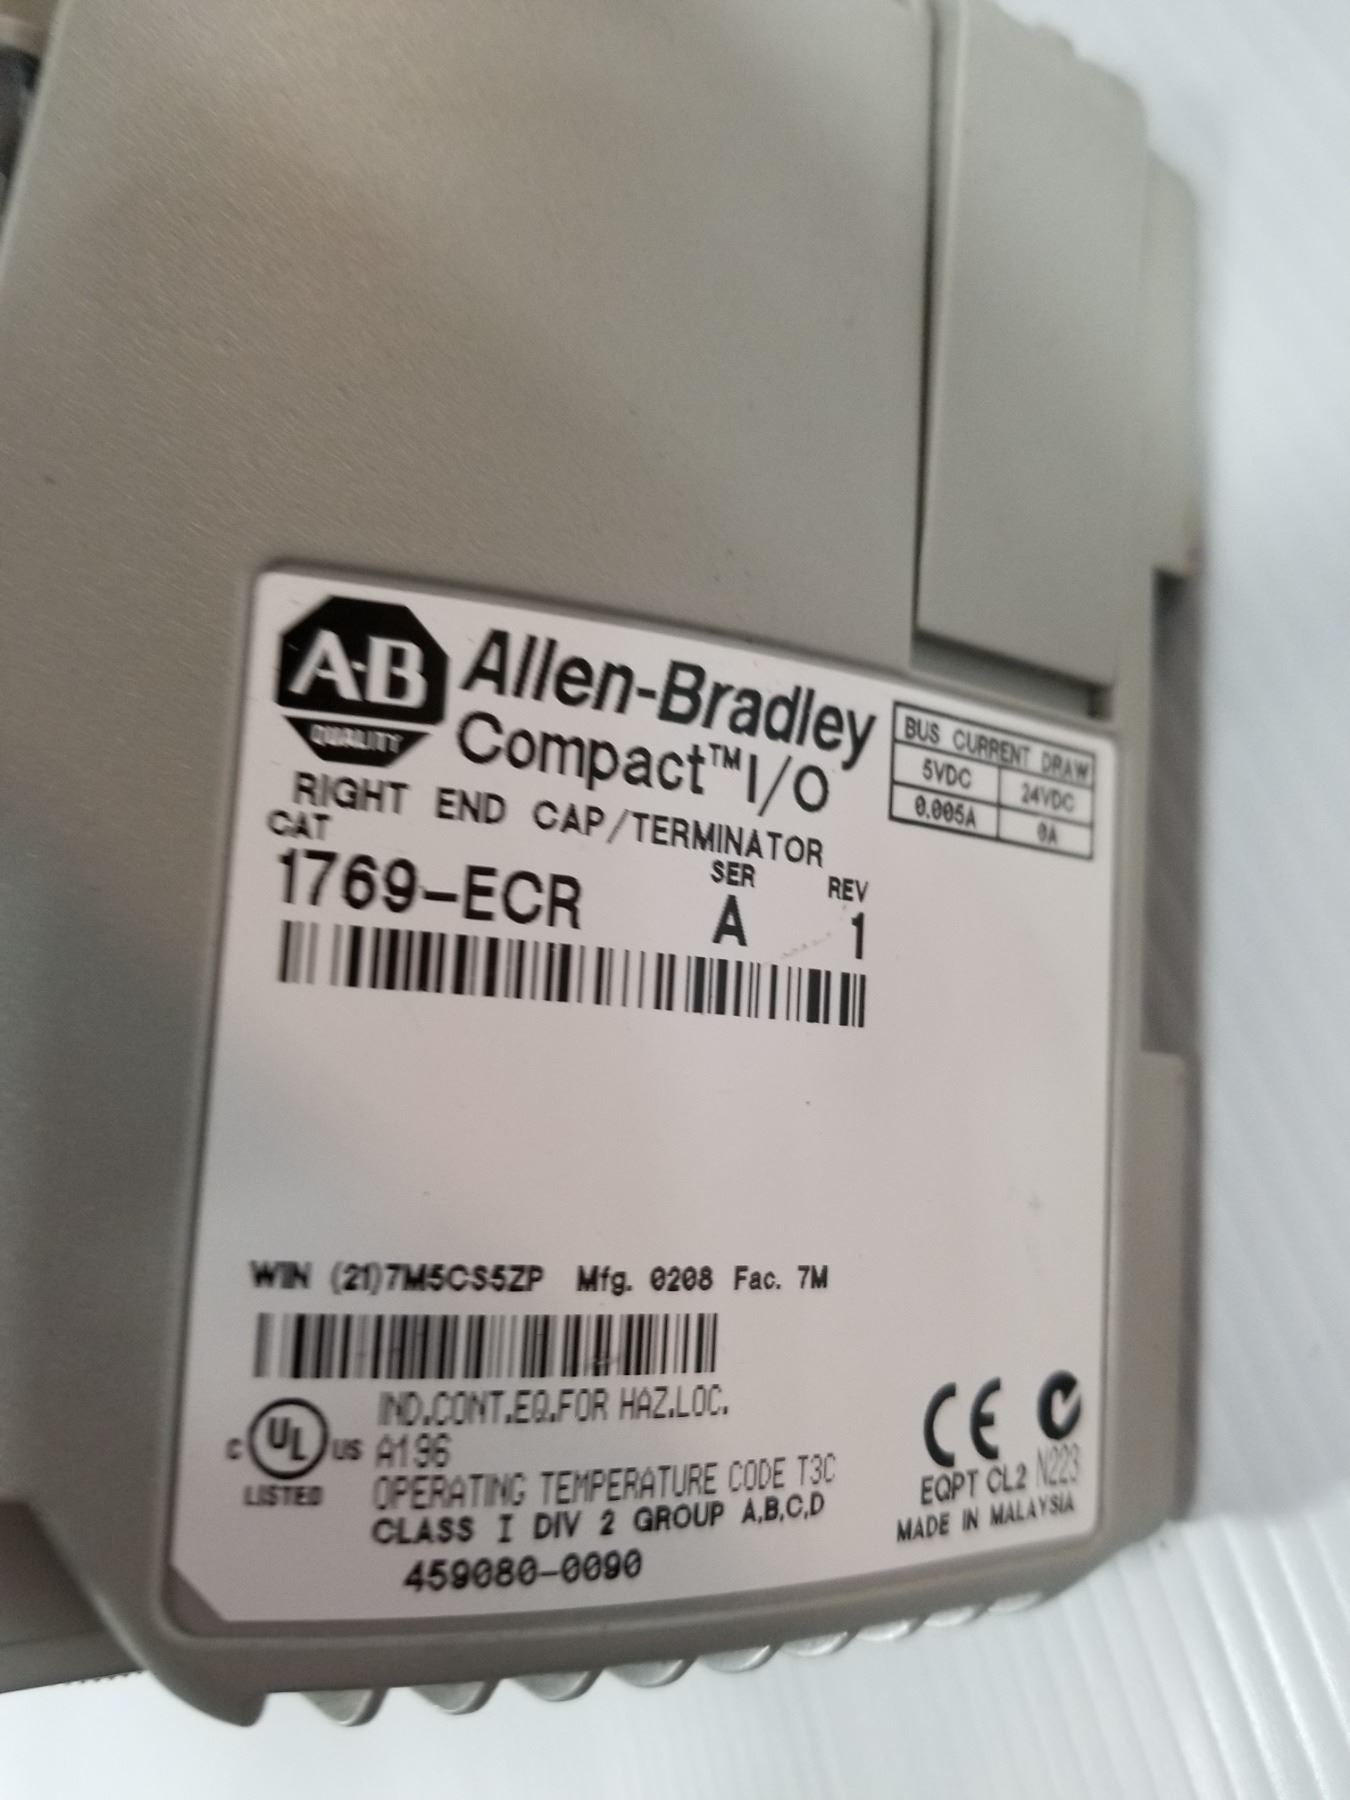 A-B
QUALITY
Allen-Bradley
Compact™ I/O
RIGHT END CAP/TERMINATOR
BUS CURRENT DRAW
5VDC 24VDC
0.005A 0A
CAT SER REV
1769-ECR A 1
WIN (21)7M5CS5ZP Mfg. 0208 Fac. 7M
C UL US
LISTED
IND.CONT.EQ.FOR HAZ.LOC.
A196
OPERATING TEMPERATURE CODE T3C
CLASS I DIV 2 GROUP A,B,C,D
459080-0090
CE
N223
EQPT CL2
MADE IN MALAYSIA